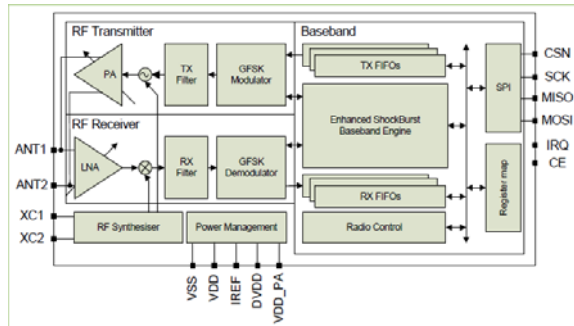 RF Transmitter
Baseband
PA
TX
Filter
GFSK
Modulator
TX FIFOs
SPI
CSN
SCK
MISO
MOSI
Enhanced ShockBurst
Baseband Engine
RF Receiver
ANT1
ANT2
LNA
RX
Filter
GFSK
Demodulator
IRQ
CE
Register map
RX FIFOs
XC1
XC2
RF Synthesiser
Power Management
Radio Control
VSS
VDD
IREF
DVDD
VDD_PA